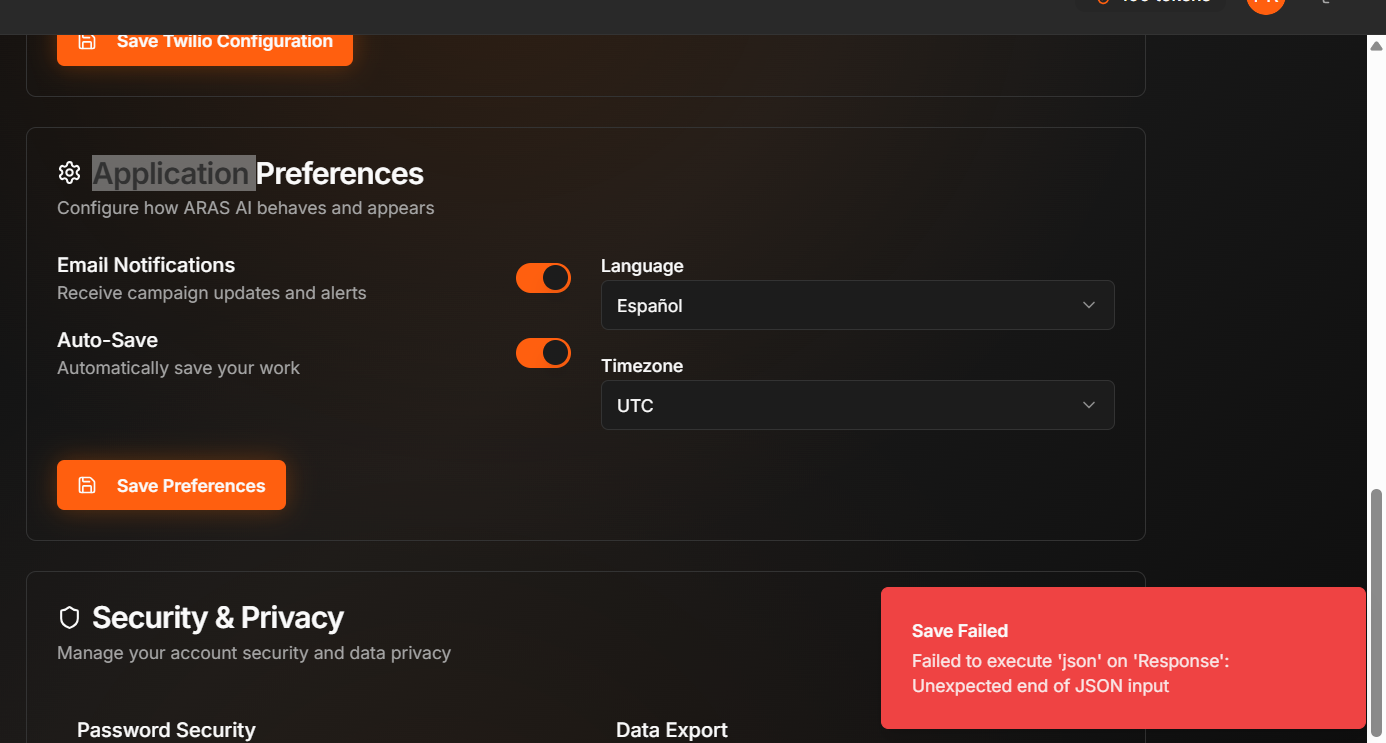 Save Twilio Configuration
Application Preferences
Configure how ARAS AI behaves and appears
Email Notifications
Receive campaign updates and alerts
Auto-Save
Automatically save your work
Language
Español
Timezone
UTC
Save Preferences
Security & Privacy
Manage your account security and data privacy
Password Security
Data Export
Save Failed
Failed to execute 'json' on 'Response':
Unexpected end of JSON input